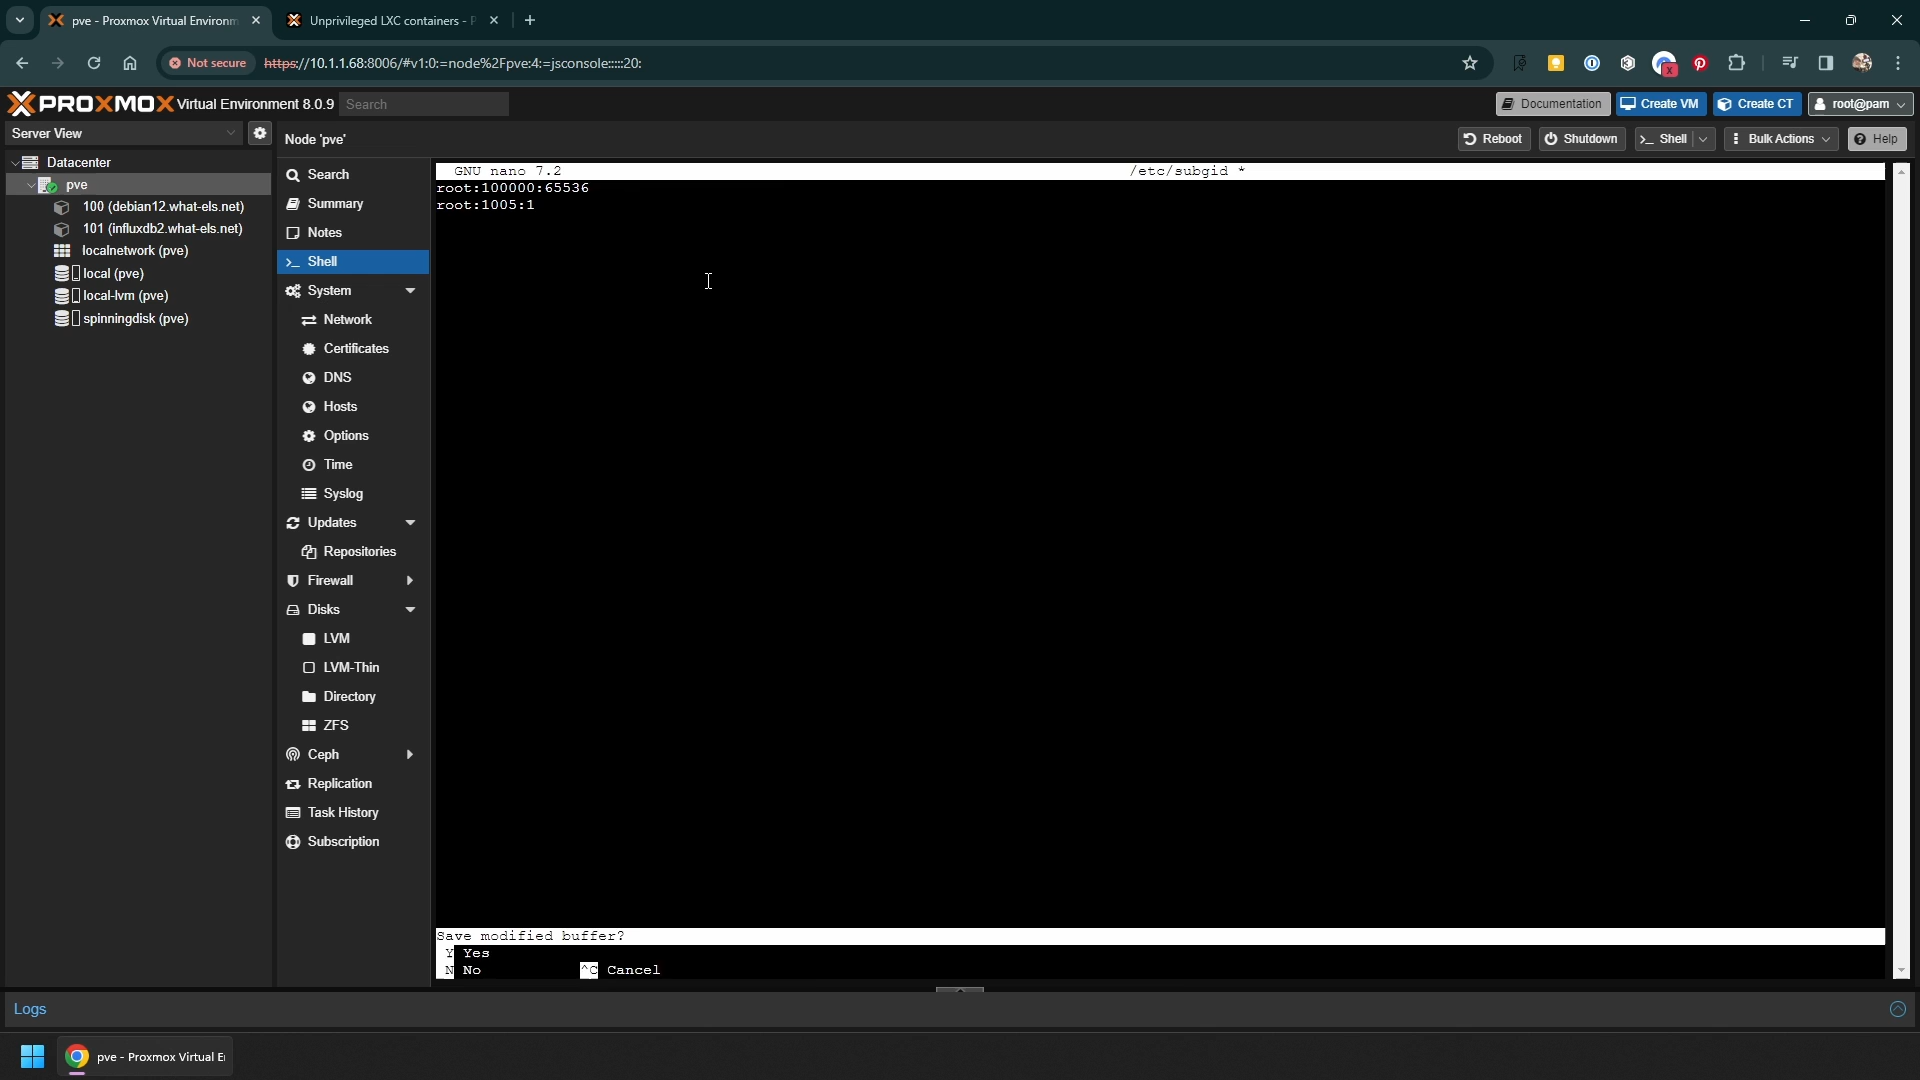 pve - Proxmox Virtual Environm
Unprivileged LXC containers - P
Not secure
https://10.1.1.68:8006/#v1:0:=node%2Fpve:4:=jsconsole:::::20:
PROXMOX Virtual Environment 8.0.9
Search
Documentation
Create VM
Create CT
root@pam
Server View
Node 'pve'
Reboot
Shutdown
Shell
Bulk Actions
Help
Datacenter
pve
100 (debian12.what-els.net)
101 (influxdb2.what-els.net)
localnetwork (pve)
local (pve)
local-lvm (pve)
spinningdisk (pve)
Search
Summary
Notes
Shell
System
Network
Certificates
DNS
Hosts
Options
Time
Syslog
Updates
Repositories
Firewall
Disks
LVM
LVM-Thin
Directory
ZFS
Ceph
Replication
Task History
Subscription
GNU nano 7.2 /etc/subgid *
root:100000:65536
root:1005:1
Save modified buffer?
Y Yes
N No ^C Cancel
Logs
pve - Proxmox Virtual E